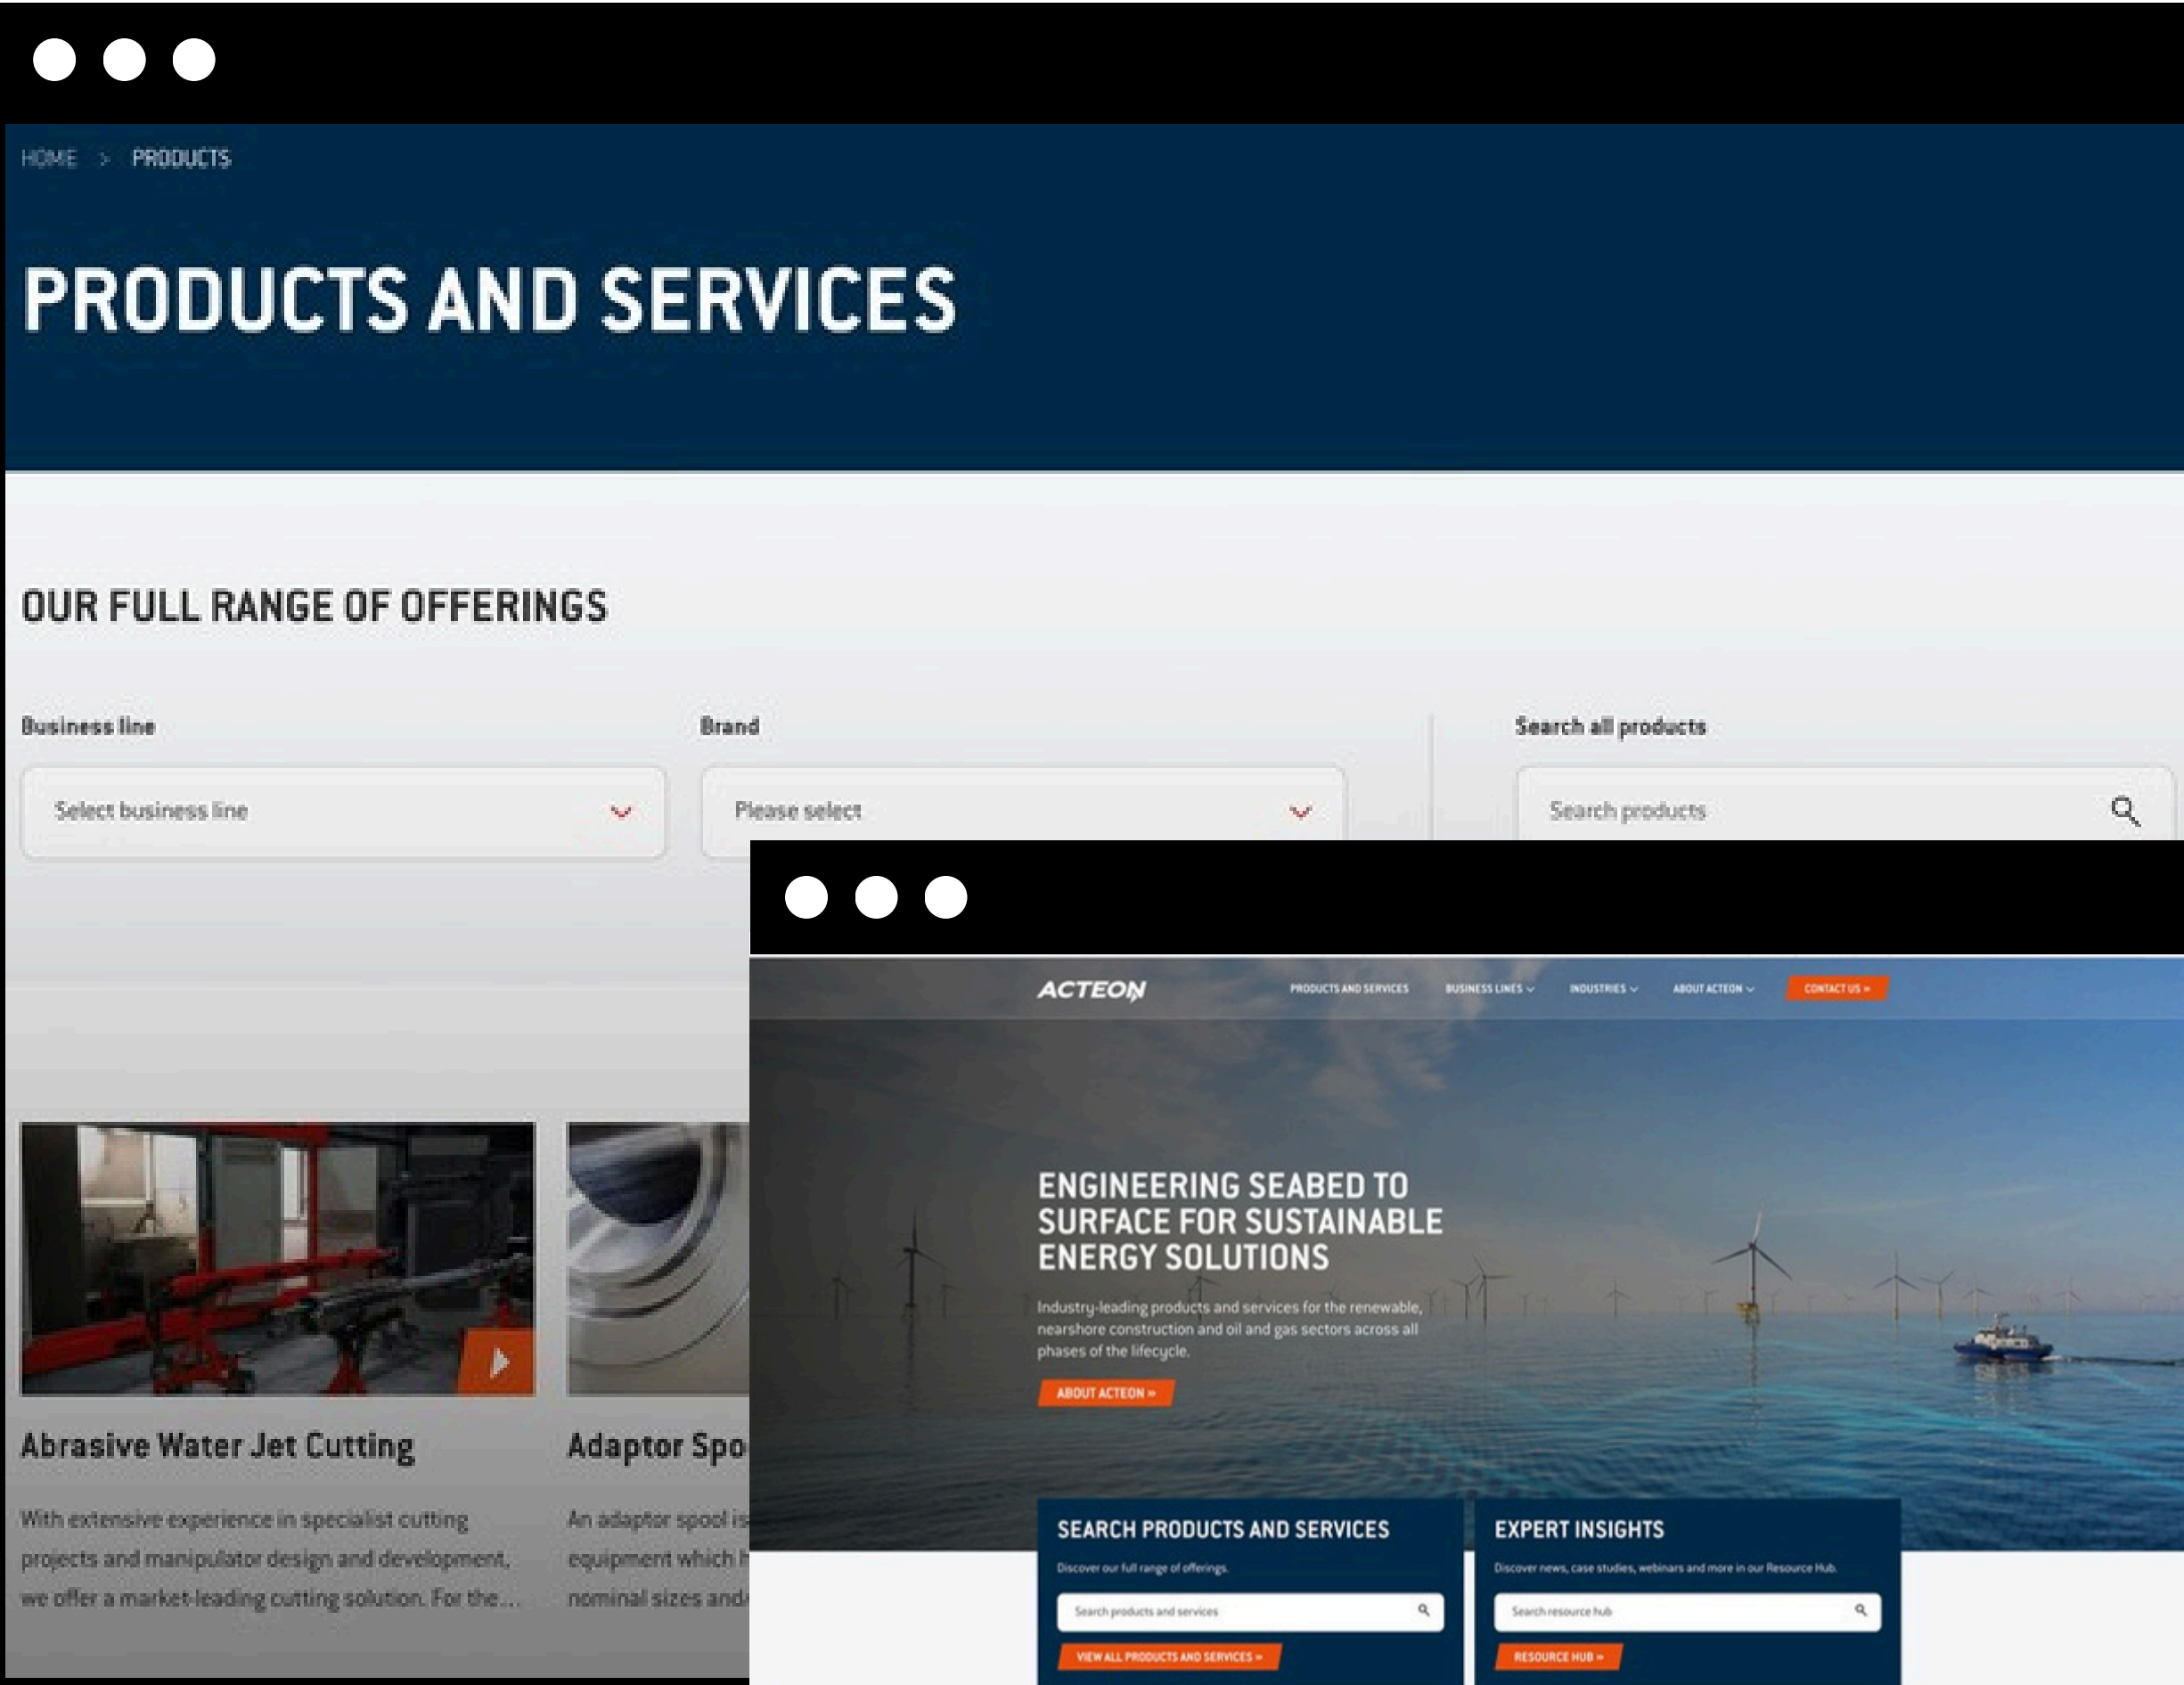 HOME > PRODUCTS
PRODUCTS AND SERVICES
OUR FULL RANGE OF OFFERINGS
Business line
Brand
Search all products
Select business line
Please select
Search products
Abrasive Water Jet Cutting
With extensive experience in specialist cutting
projects and manipulator design and development,
we offer a market-leading cutting solution. For the...
Adaptor Spo
An adaptor spool is
equipment which h
nominal sizes and/
ACTEON
PRODUCTS AND SERVICES
BUSINESS LINES
INDUSTRIES
ABOUT ACTEON
CONTACT US »
ENGINEERING SEABED TO
SURFACE FOR SUSTAINABLE
ENERGY SOLUTIONS
Industry-leading products and services for the renewable,
nearshore construction and oil and gas sectors across all
phases of the lifecycle.
ABOUT ACTEON »
SEARCH PRODUCTS AND SERVICES
Discover our full range of offerings.
Search products and services
VIEW ALL PRODUCTS AND SERVICES »
EXPERT INSIGHTS
Discover news, case studies, webinars and more in our Resource Hub.
Search resource hub
RESOURCE HUB »